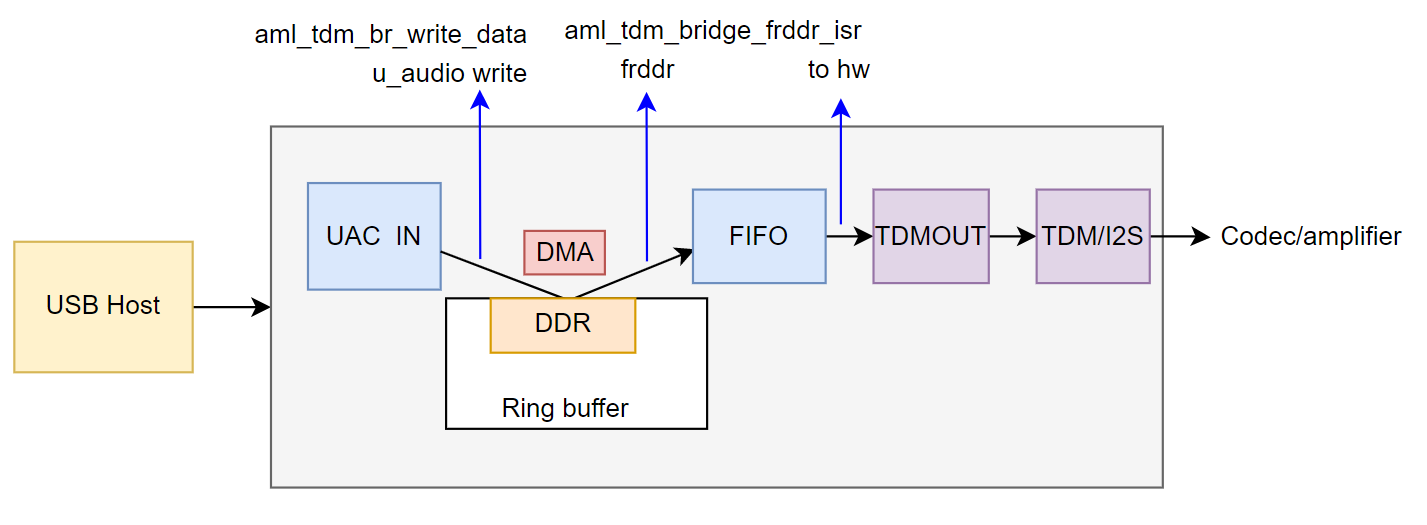 aml_tdm_br_write_data
u_audio write
aml_tdm_bridge_frddr_isr
frddr
to hw
USB Host
UAC IN
DMA
DDR
Ring buffer
FIFO
TDMOUT
TDM/I2S
Codec/amplifier